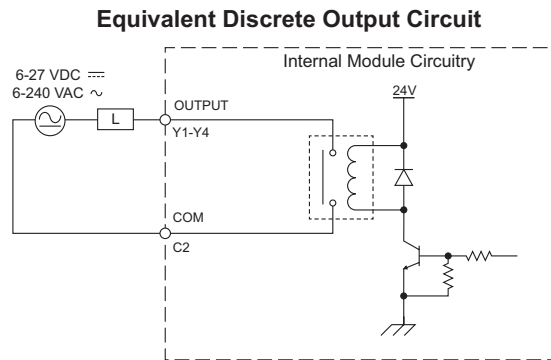 Equivalent Discrete Output Circuit
Internal Module Circuitry
6-27 VDC ⎓
6-240 VAC ∿
24V
L
OUTPUT
Y1-Y4
COM
C2